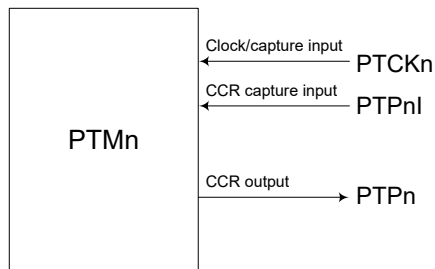 Clock/capture input
PTCKn
CCR capture input
PTPnI
PTMn
CCR output
PTPn